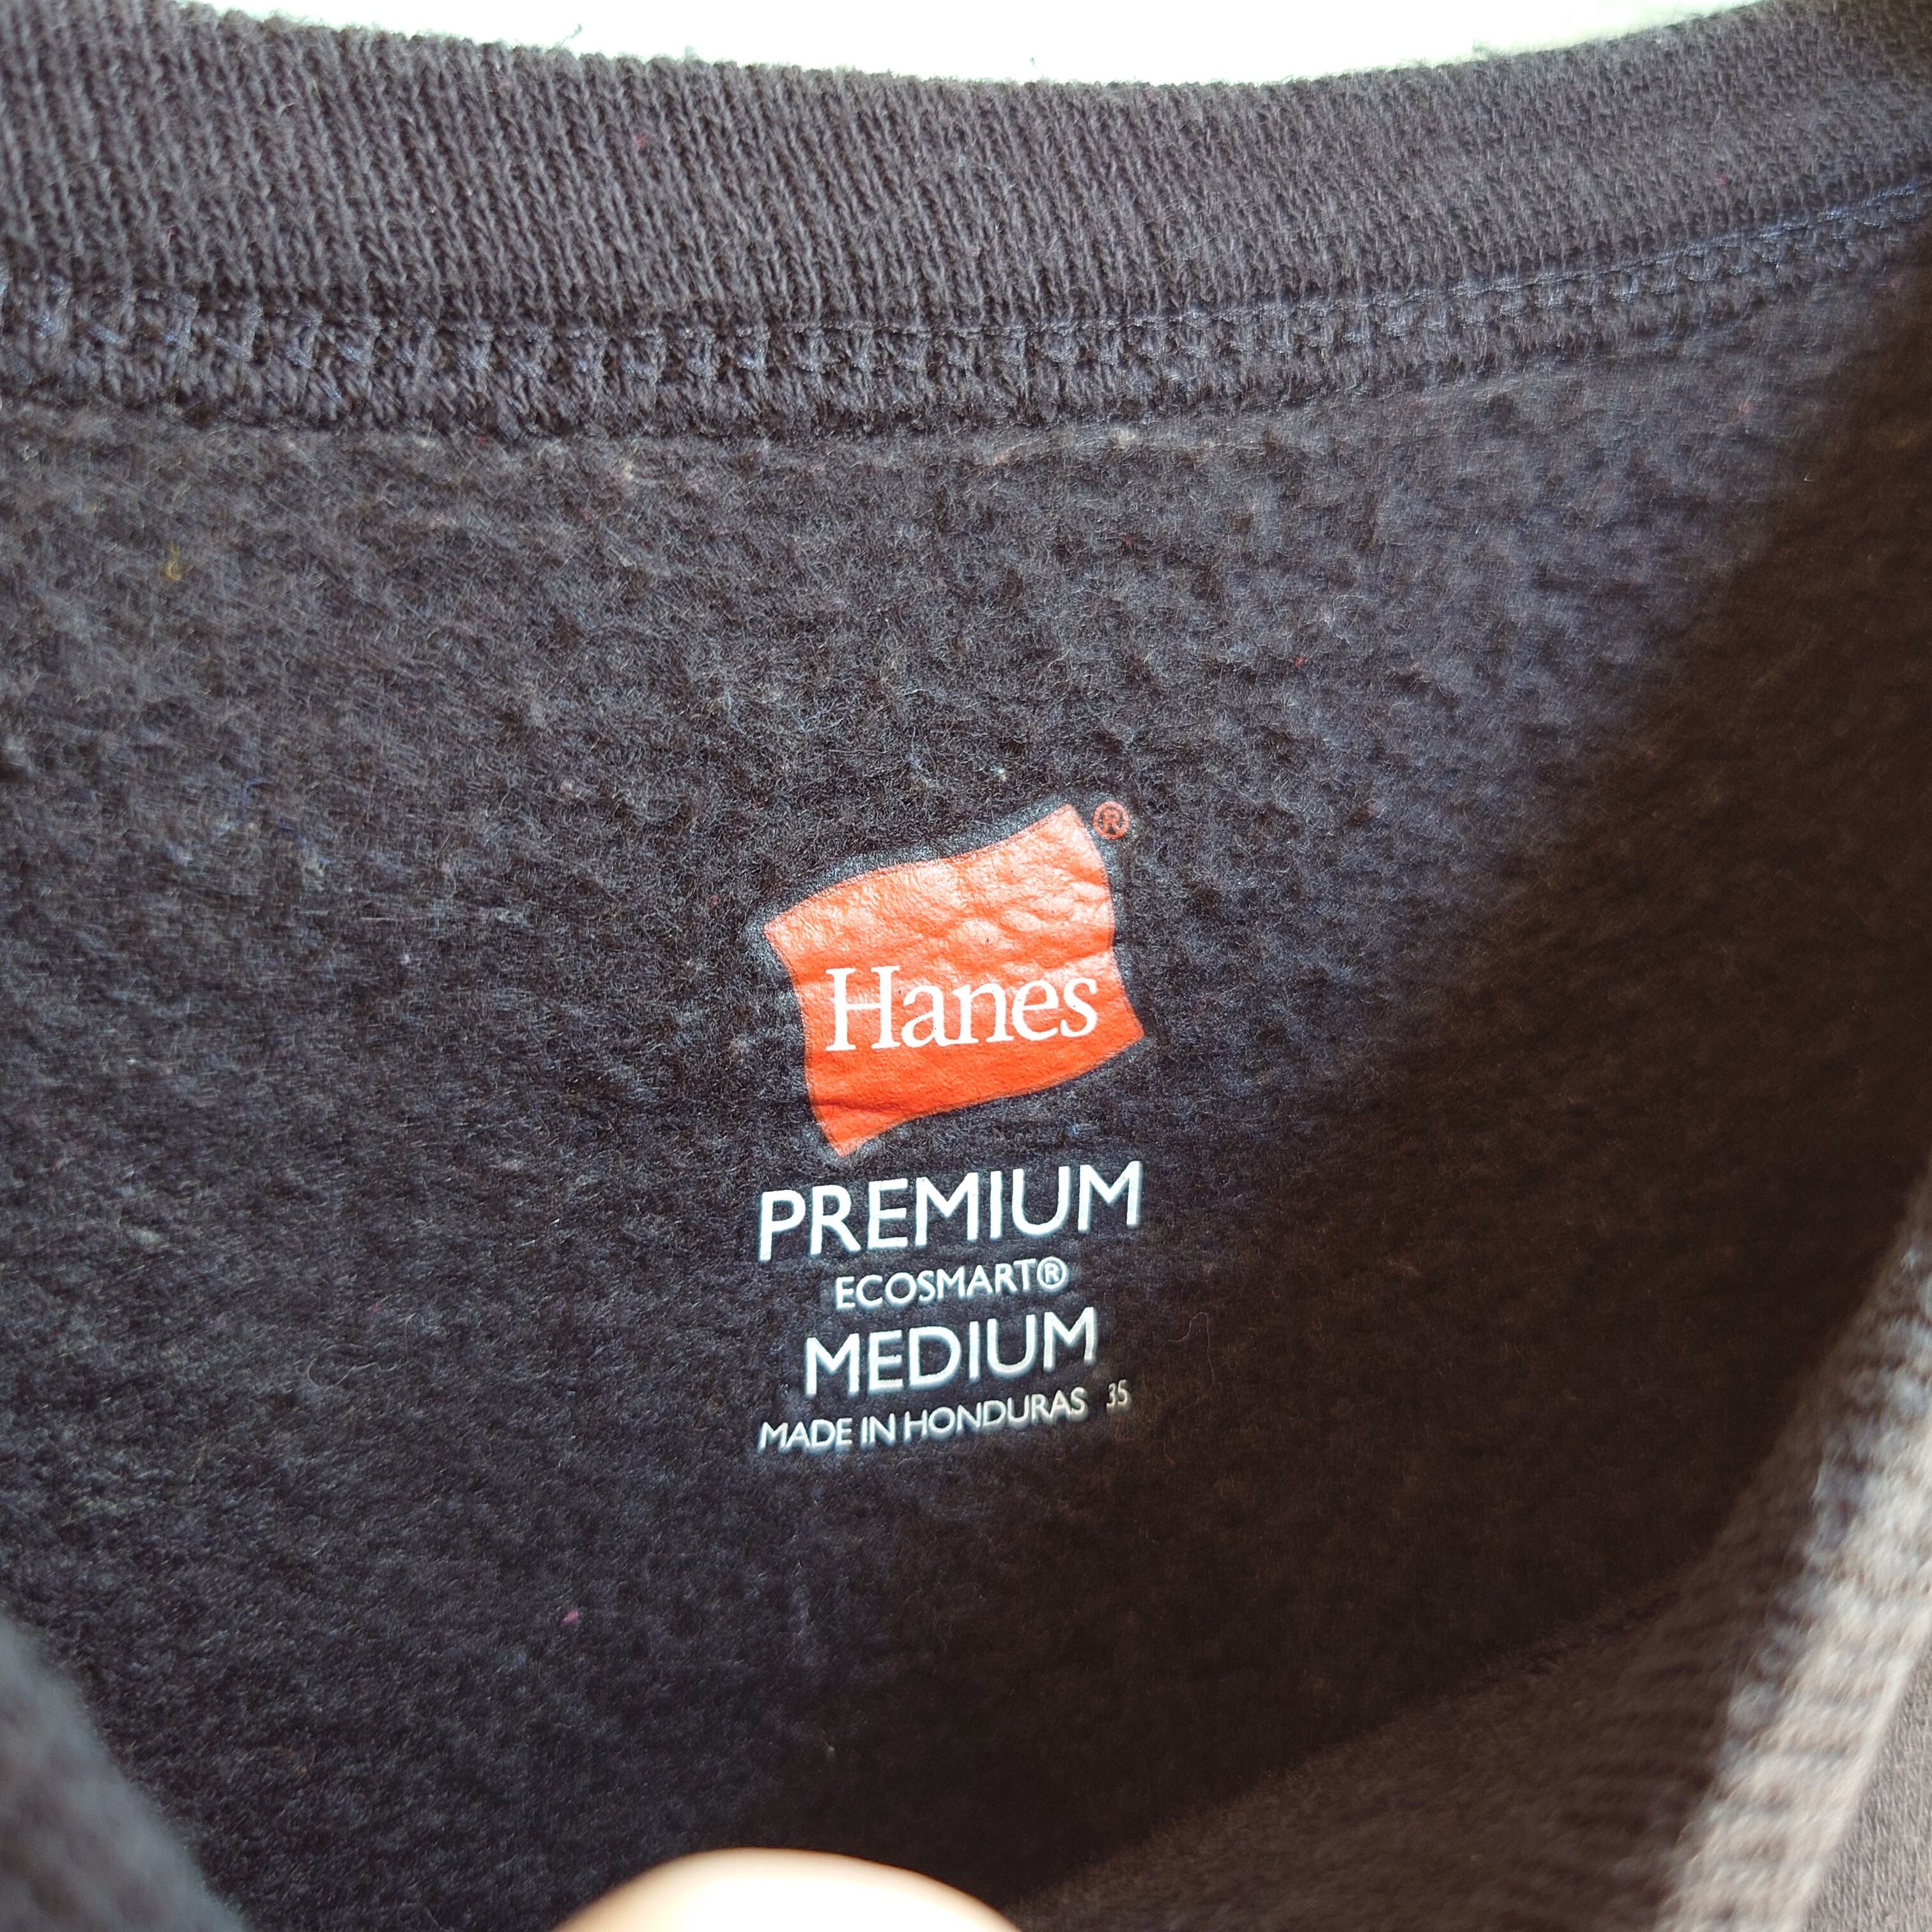 ®
Hanes
PREMIUM
ECOSMART®
MEDIUM
MADE IN HONDURAS 35